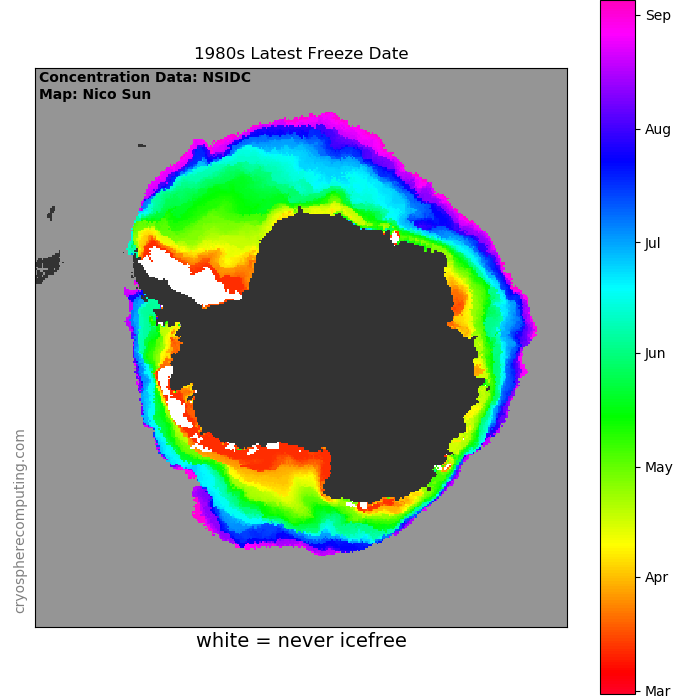 1980s Latest Freeze Date
Concentration Data: NSIDC
Map: Nico Sun
Sep
Aug
Jul
Jun
May
Apr
Mar
cryospherecomputing.com
white = never icefree